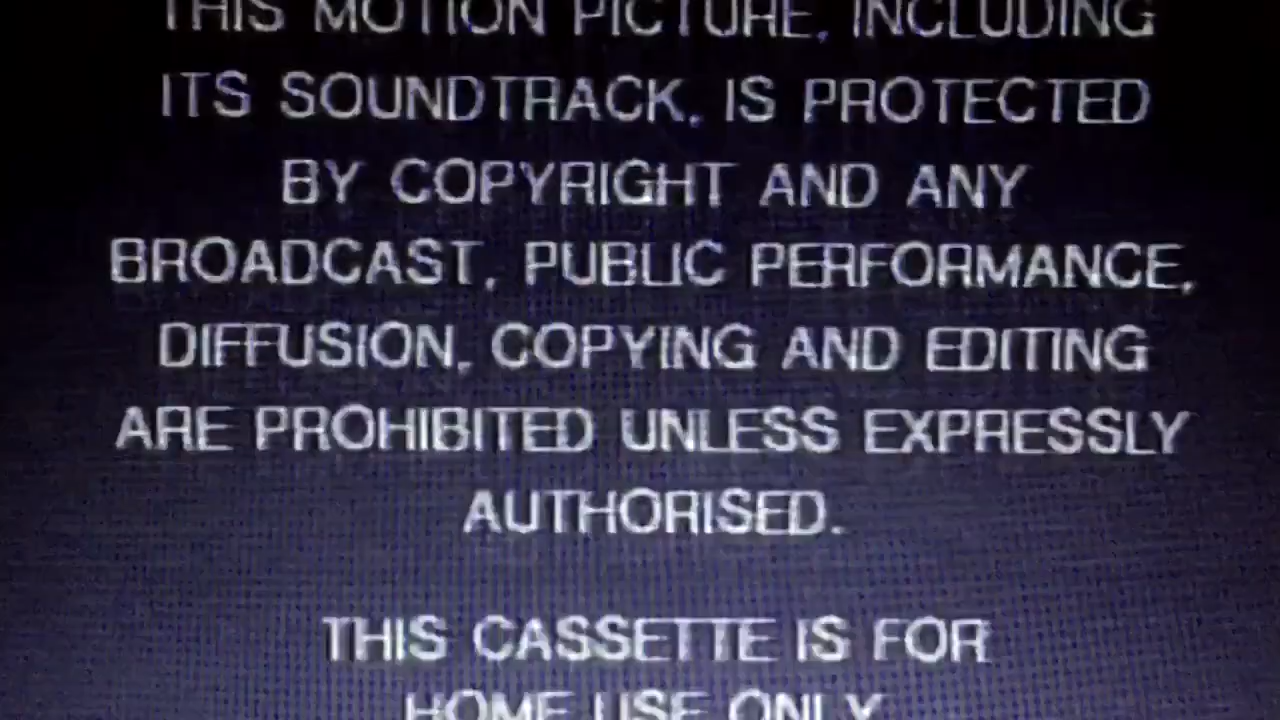 THIS MOTION PICTURE, INCLUDING
ITS SOUNDTRACK, IS PROTECTED
BY COPYRIGHT AND ANY
BROADCAST, PUBLIC PERFORMANCE,
DIFFUSION, COPYING AND EDITING
ARE PROHIBITED UNLESS EXPRESSLY
AUTHORISED.
THIS CASSETTE IS FOR
HOME USE ONLY